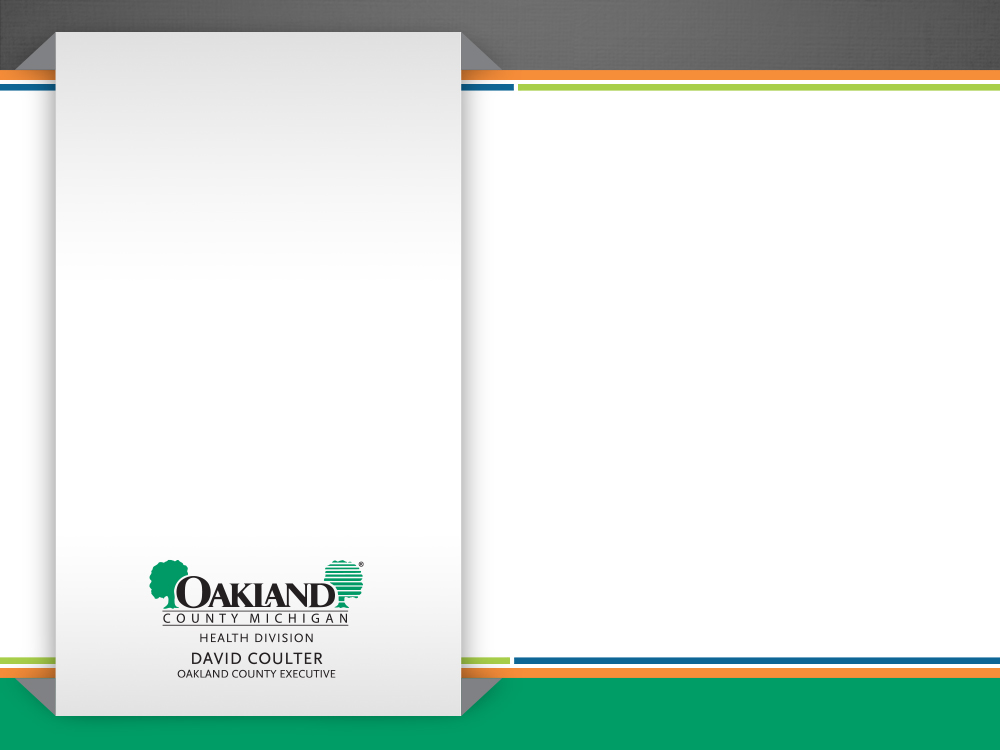 OAKLAND®
COUNTY MICHIGAN
HEALTH DIVISION
DAVID COULTER
OAKLAND COUNTY EXECUTIVE